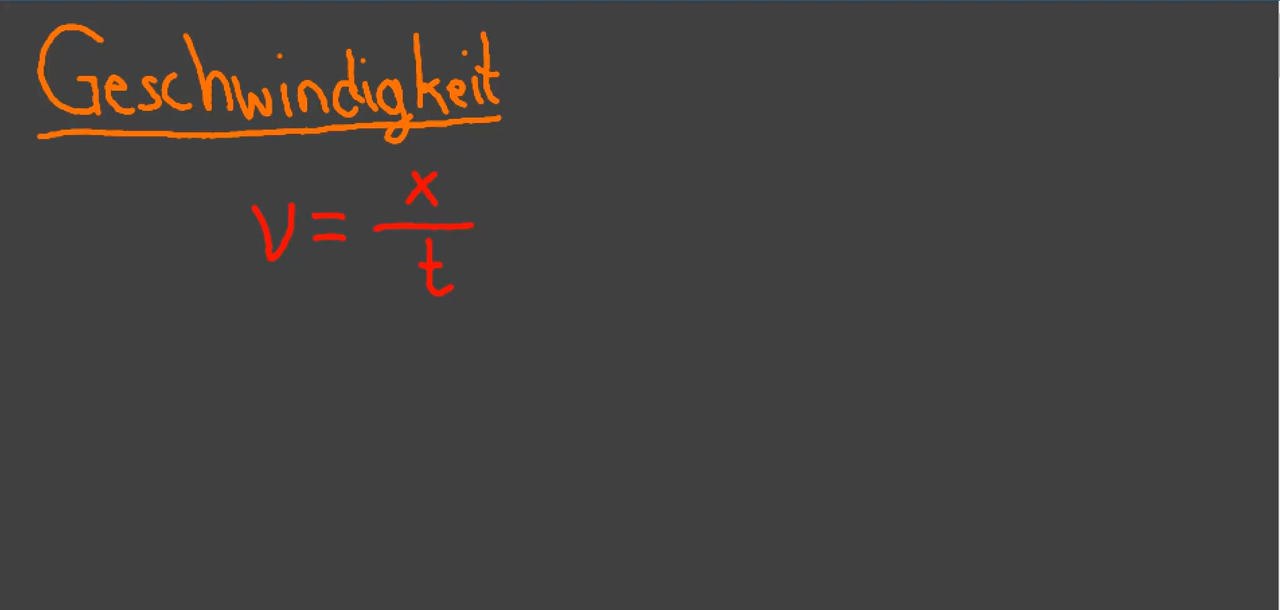 Geschwindigkeit
v = x/t